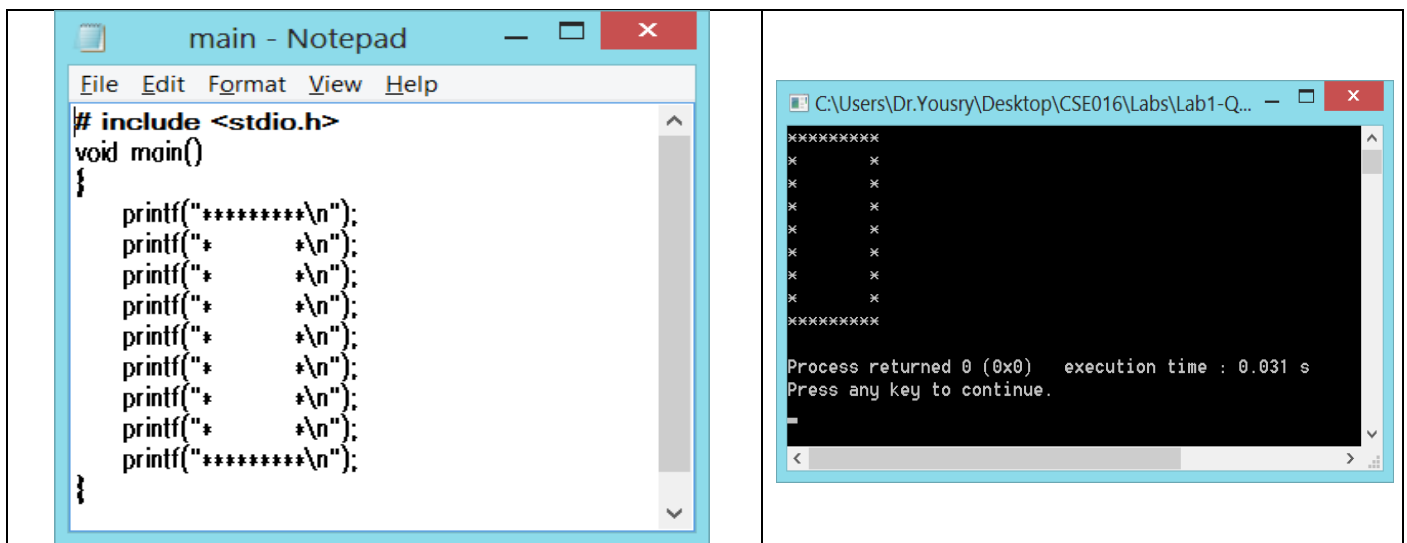 main - Notepad
File Edit Format View Help
# include <stdio.h>
void main()
{
    printf("*********\n");
    printf("*       *\n");
    printf("*       *\n");
    printf("*       *\n");
    printf("*       *\n");
    printf("*       *\n");
    printf("*       *\n");
    printf("*       *\n");
    printf("*********\n");
}
C:\Users\Dr.Yousry\Desktop\CSE016\Labs\Lab1-Q...
*********
*       *
*       *
*       *
*       *
*       *
*       *
*********
Process returned 0 (0x0)   execution time : 0.031 s
Press any key to continue.